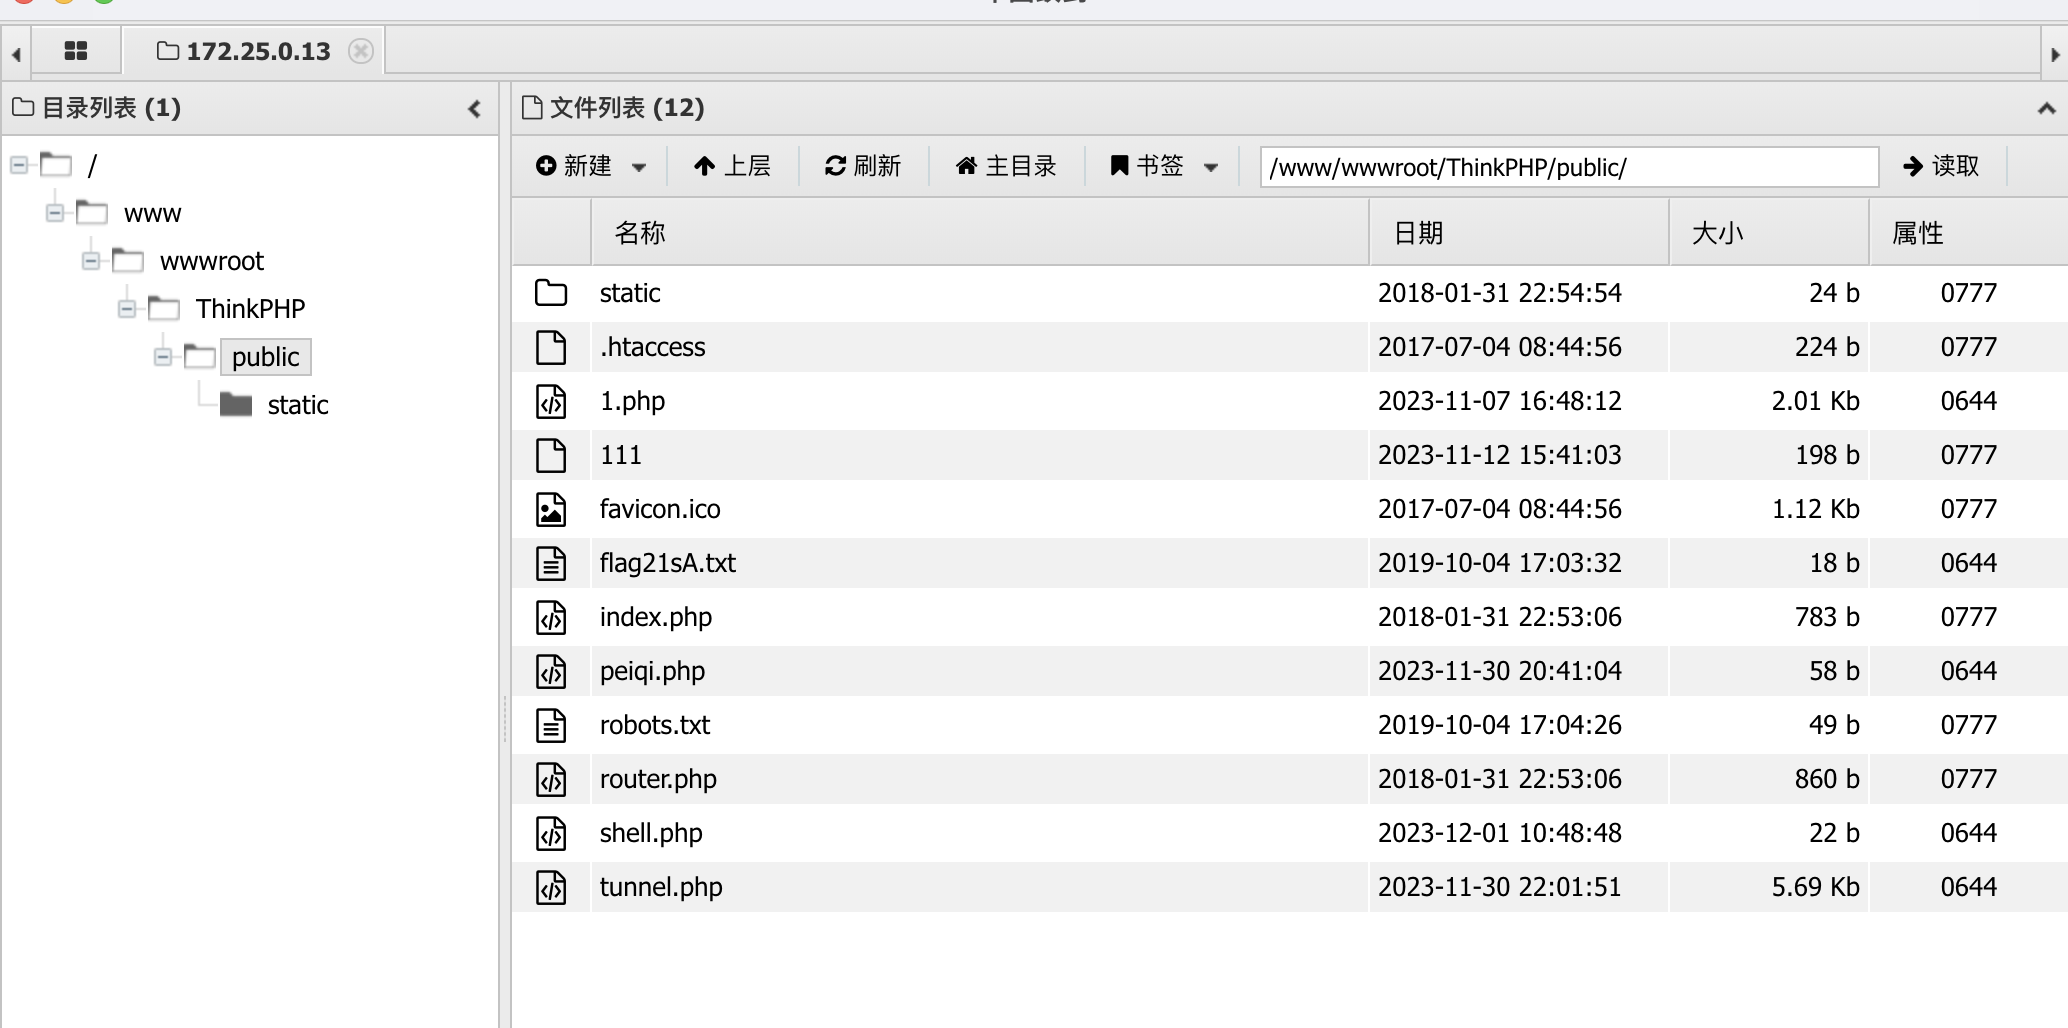 172.25.0.13
目录列表 (1)
/
www
wwwroot
ThinkPHP
public
static
文件列表 (12)
新建 上层 刷新 主目录 书签 /www/wwwroot/ThinkPHP/public/ 读取
名称 日期 大小 属性
static 2018-01-31 22:54:54 24 b 0777
.htaccess 2017-07-04 08:44:56 224 b 0777
1.php 2023-11-07 16:48:12 2.01 Kb 0644
111 2023-11-12 15:41:03 198 b 0777
favicon.ico 2017-07-04 08:44:56 1.12 Kb 0777
flag21sA.txt 2019-10-04 17:03:32 18 b 0644
index.php 2018-01-31 22:53:06 783 b 0777
peiqi.php 2023-11-30 20:41:04 58 b 0644
robots.txt 2019-10-04 17:04:26 49 b 0777
router.php 2018-01-31 22:53:06 860 b 0777
shell.php 2023-12-01 10:48:48 22 b 0644
tunnel.php 2023-11-30 22:01:51 5.69 Kb 0644